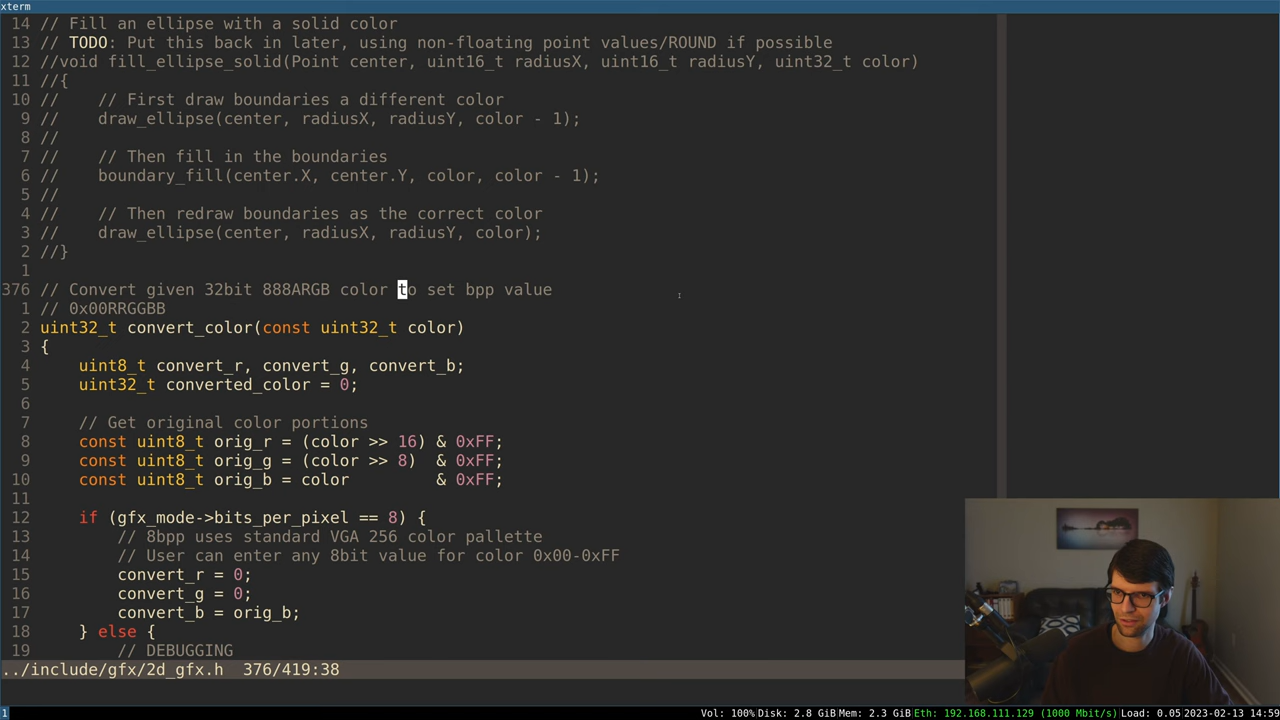 xterm
14 // Fill an ellipse with a solid color
13 // TODO: Put this back in later, using non-floating point values/ROUND if possible
12 //void fill_ellipse_solid(Point center, uint16_t radiusX, uint16_t radiusY, uint32_t color)
11 //{
10 //    // First draw boundaries a different color
9 //    draw_ellipse(center, radiusX, radiusY, color - 1);
8 //
7 //    // Then fill in the boundaries
6 //    boundary_fill(center.X, center.Y, color, color - 1);
5 //
4 //    // Then redraw boundaries as the correct color
3 //    draw_ellipse(center, radiusX, radiusY, color);
2 //}
1
376 // Convert given 32bit 888ARGB color to set bpp value
1 // 0x00RRGGBB
2 uint32_t convert_color(const uint32_t color)
3 {
4     uint8_t convert_r, convert_g, convert_b;
5     uint32_t converted_color = 0;
6
7     // Get original color portions
8     const uint8_t orig_r = (color >> 16) & 0xFF;
9     const uint8_t orig_g = (color >> 8)  & 0xFF;
10     const uint8_t orig_b = color         & 0xFF;
11
12     if (gfx_mode->bits_per_pixel == 8) {
13         // 8bpp uses standard VGA 256 color pallette
14         // User can enter any 8bit value for color 0x00-0xFF
15         convert_r = 0;
16         convert_g = 0;
17         convert_b = orig_b;
18     } else {
19         // DEBUGGING
../include/gfx/2d_gfx.h  376/419:38
1 Vol: 100% Disk: 2.8 GiB Mem: 2.3 GiB Eth: 192.168.111.129 (1000 Mbit/s) Load: 0.05 2023-02-13 14:59